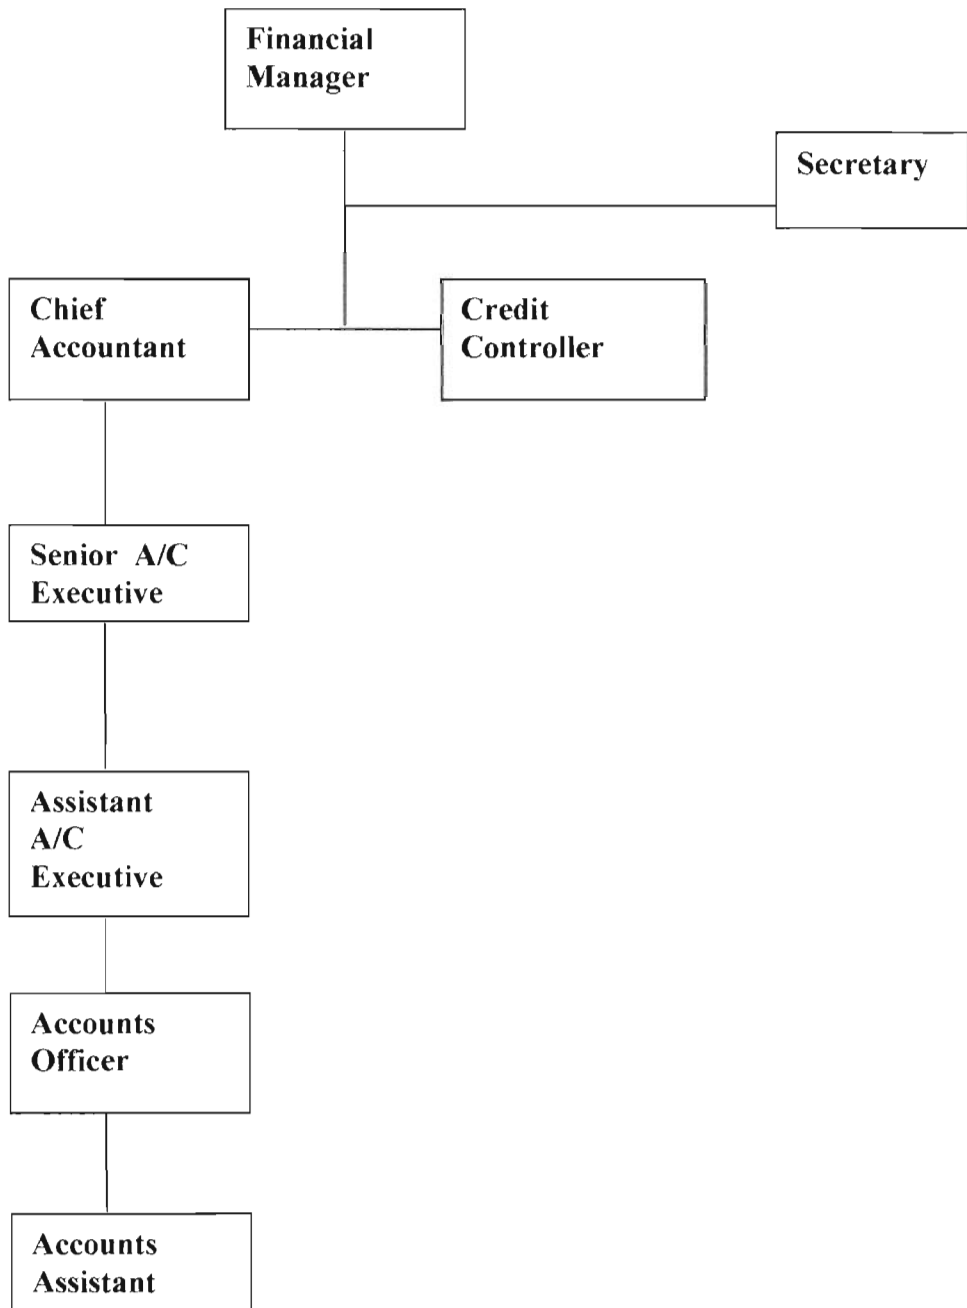 Financial
Manager
Secretary
Chief
Accountant
Credit
Controller
Senior A/C
Executive
Assistant
A/C
Executive
Accounts
Officer
Accounts
Assistant